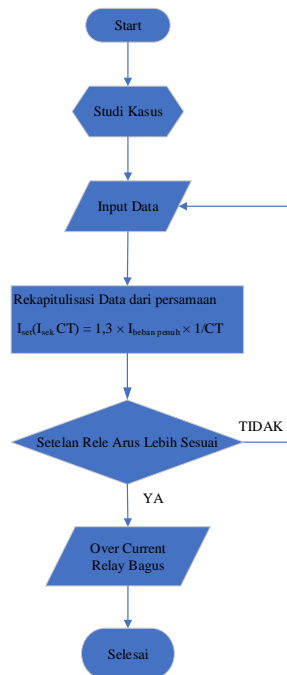 Start
Studi Kasus
Input Data
Rekapitulisasi Data dari persamaan
Iset(Isek CT) = 1,3 × Ibeban penuh × 1/CT
Setelan Rele Arus Lebih Sesuai
TIDAK
YA
Over Current
Relay Bagus
Selesai